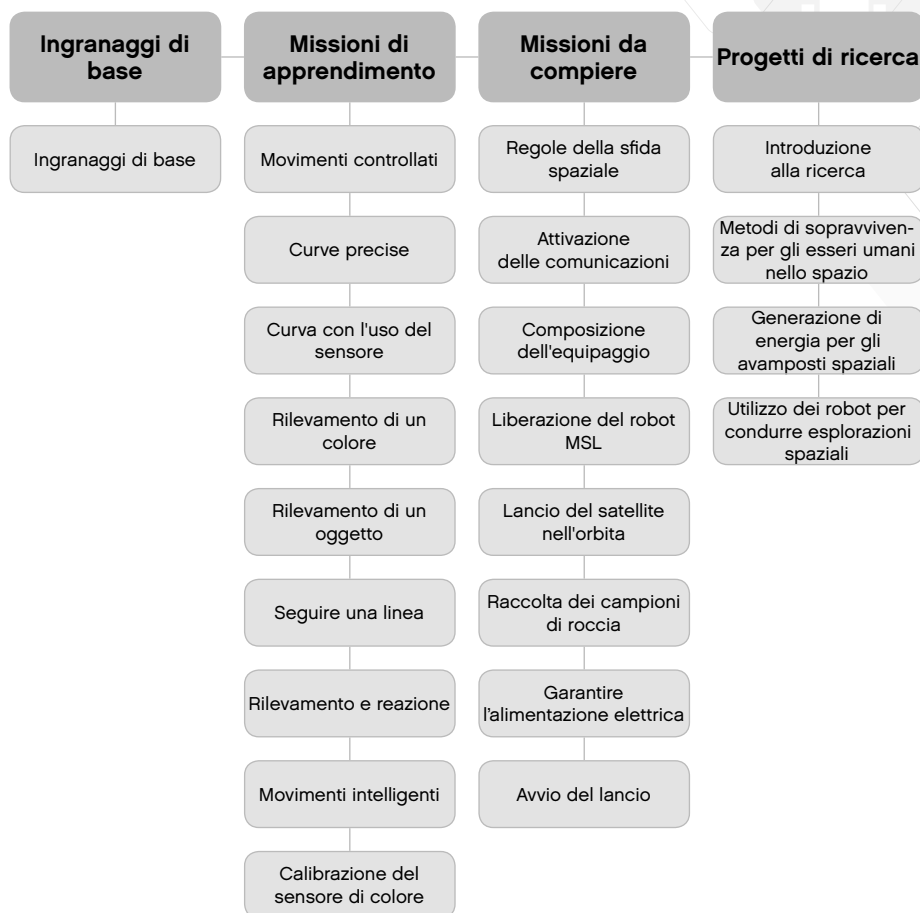 Ingranaggi di
base
Ingranaggi di base
Missioni di
apprendimento
Movimenti controllati
Curve precise
Curva con l'uso del
sensore
Rilevamento di un
colore
Rilevamento di un
oggetto
Seguire una linea
Rilevamento e reazione
Movimenti intelligenti
Calibrazione del
sensore di colore
Missioni da
compiere
Regole della sfida
spaziale
Attivazione
delle comunicazioni
Composizione
dell'equipaggio
Liberazione del robot
MSL
Lancio del satellite
nell'orbita
Raccolta dei campioni
di roccia
Garantire
l’alimentazione elettrica
Avvio del lancio
Progetti di ricerca
Introduzione
alla ricerca
Metodi di sopravviven-
za per gli esseri umani
nello spazio
Generazione di
energia per gli
avamposti spaziali
Utilizzo dei robot per
condurre esplorazioni
spaziali